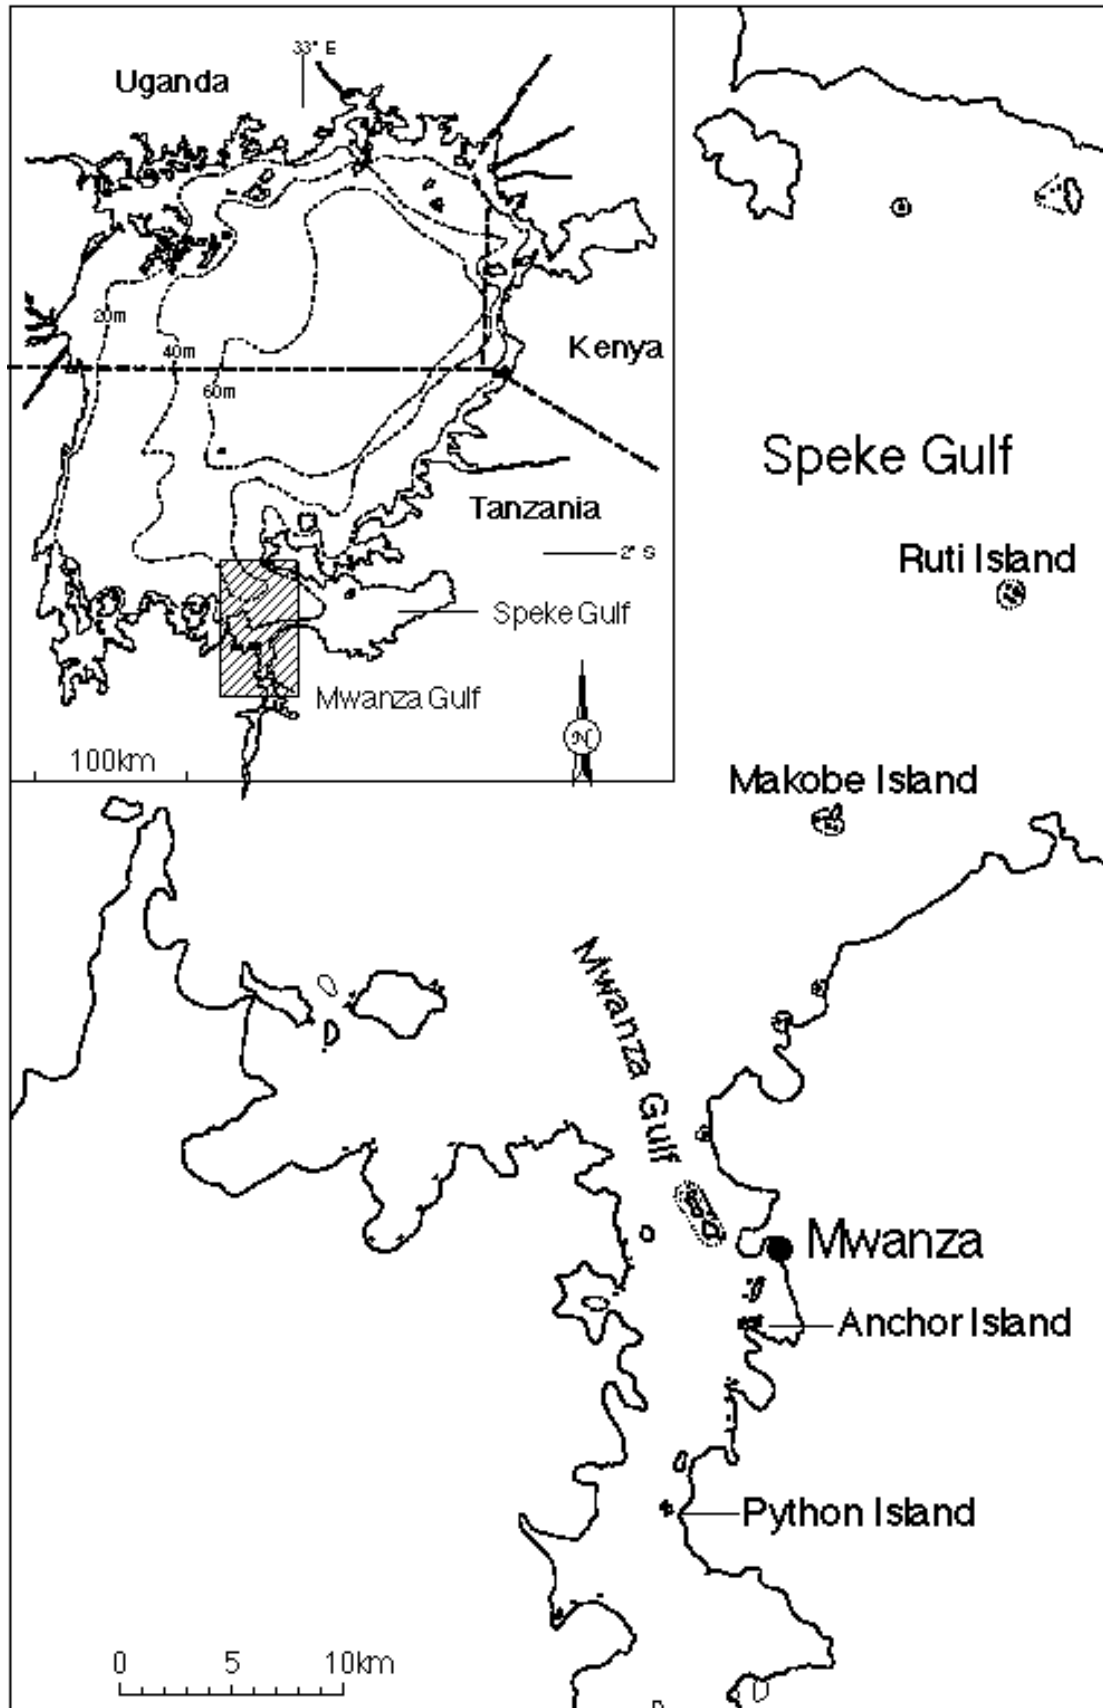 33° E
Uganda
20m
40m
60m
Kenya
Tanzania
2° S
Speke Gulf
Mwanza Gulf
N
100km
Speke Gulf
Ruti Island
Makobe Island
Mwanza Gulf
Mwanza
Anchor Island
Python Island
0 5 10km